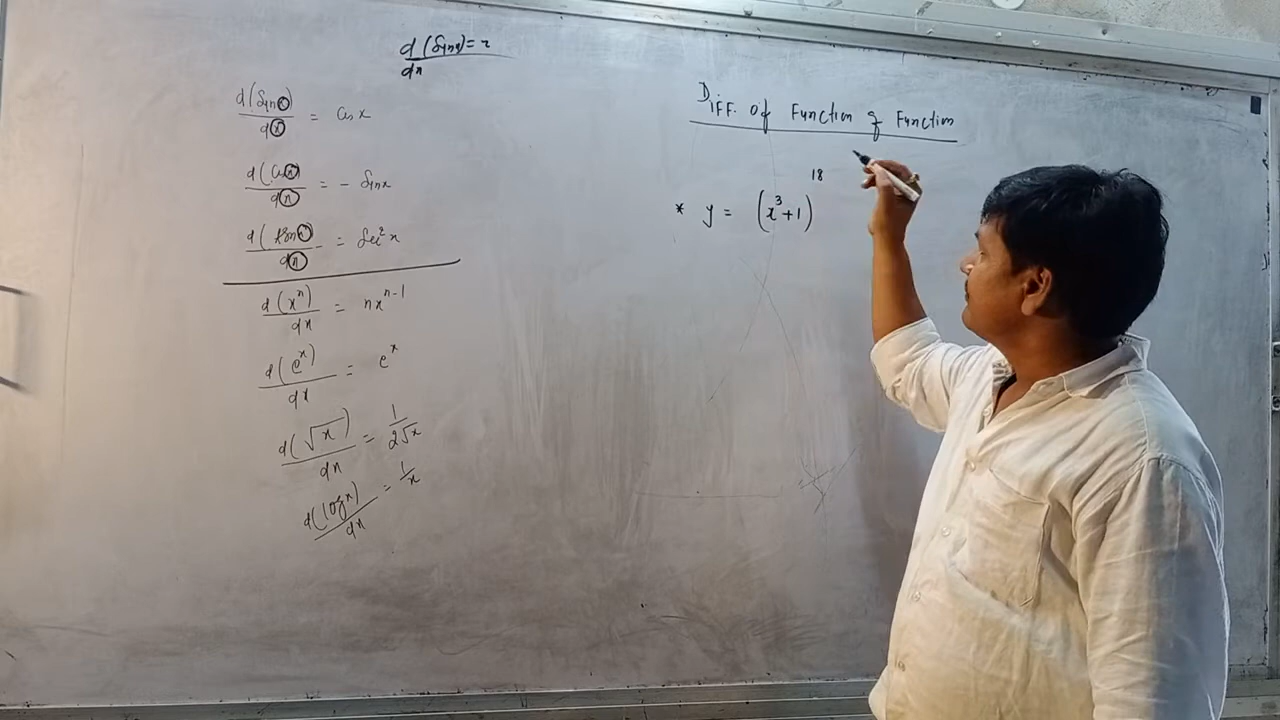 d(Sinx)/dx = 2
d(Sinx)/dx = Cosx
d(Cosx)/dx = - Sinx
d(tanx)/dx = Sec²x
d(xⁿ)/dx = nxⁿ⁻¹
d(eˣ)/dx = eˣ
d(√x)/dx = 1/2√x
d(logx)/dx = 1/x
DIFF. Of Function of Function
* y = (x³+1)¹⁸